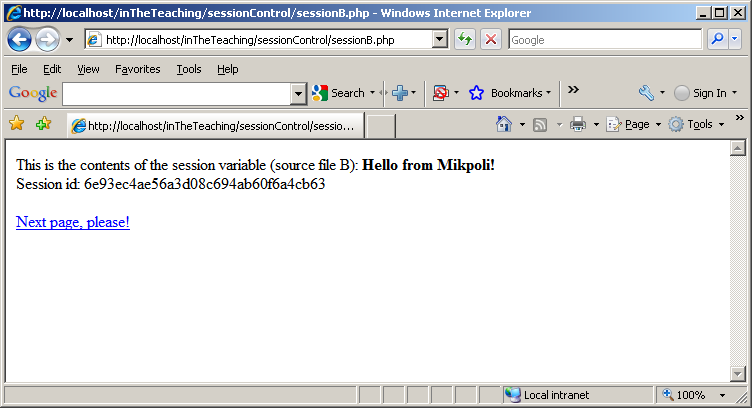 http://localhost/inTheTeaching/sessionControl/sessionB.php - Windows Internet Explorer
http://localhost/inTheTeaching/sessionControl/sessionB.php Google
File Edit View Favorites Tools Help
Google Search Bookmarks » Sign In
http://localhost/inTheTeaching/sessionControl/sessio... Page Tools »
This is the contents of the session variable (source file B): Hello from Mikpoli!
Session id: 6e93ec4ae56a3d08c694ab60f6a4cb63
Next page, please!
Local intranet 100%